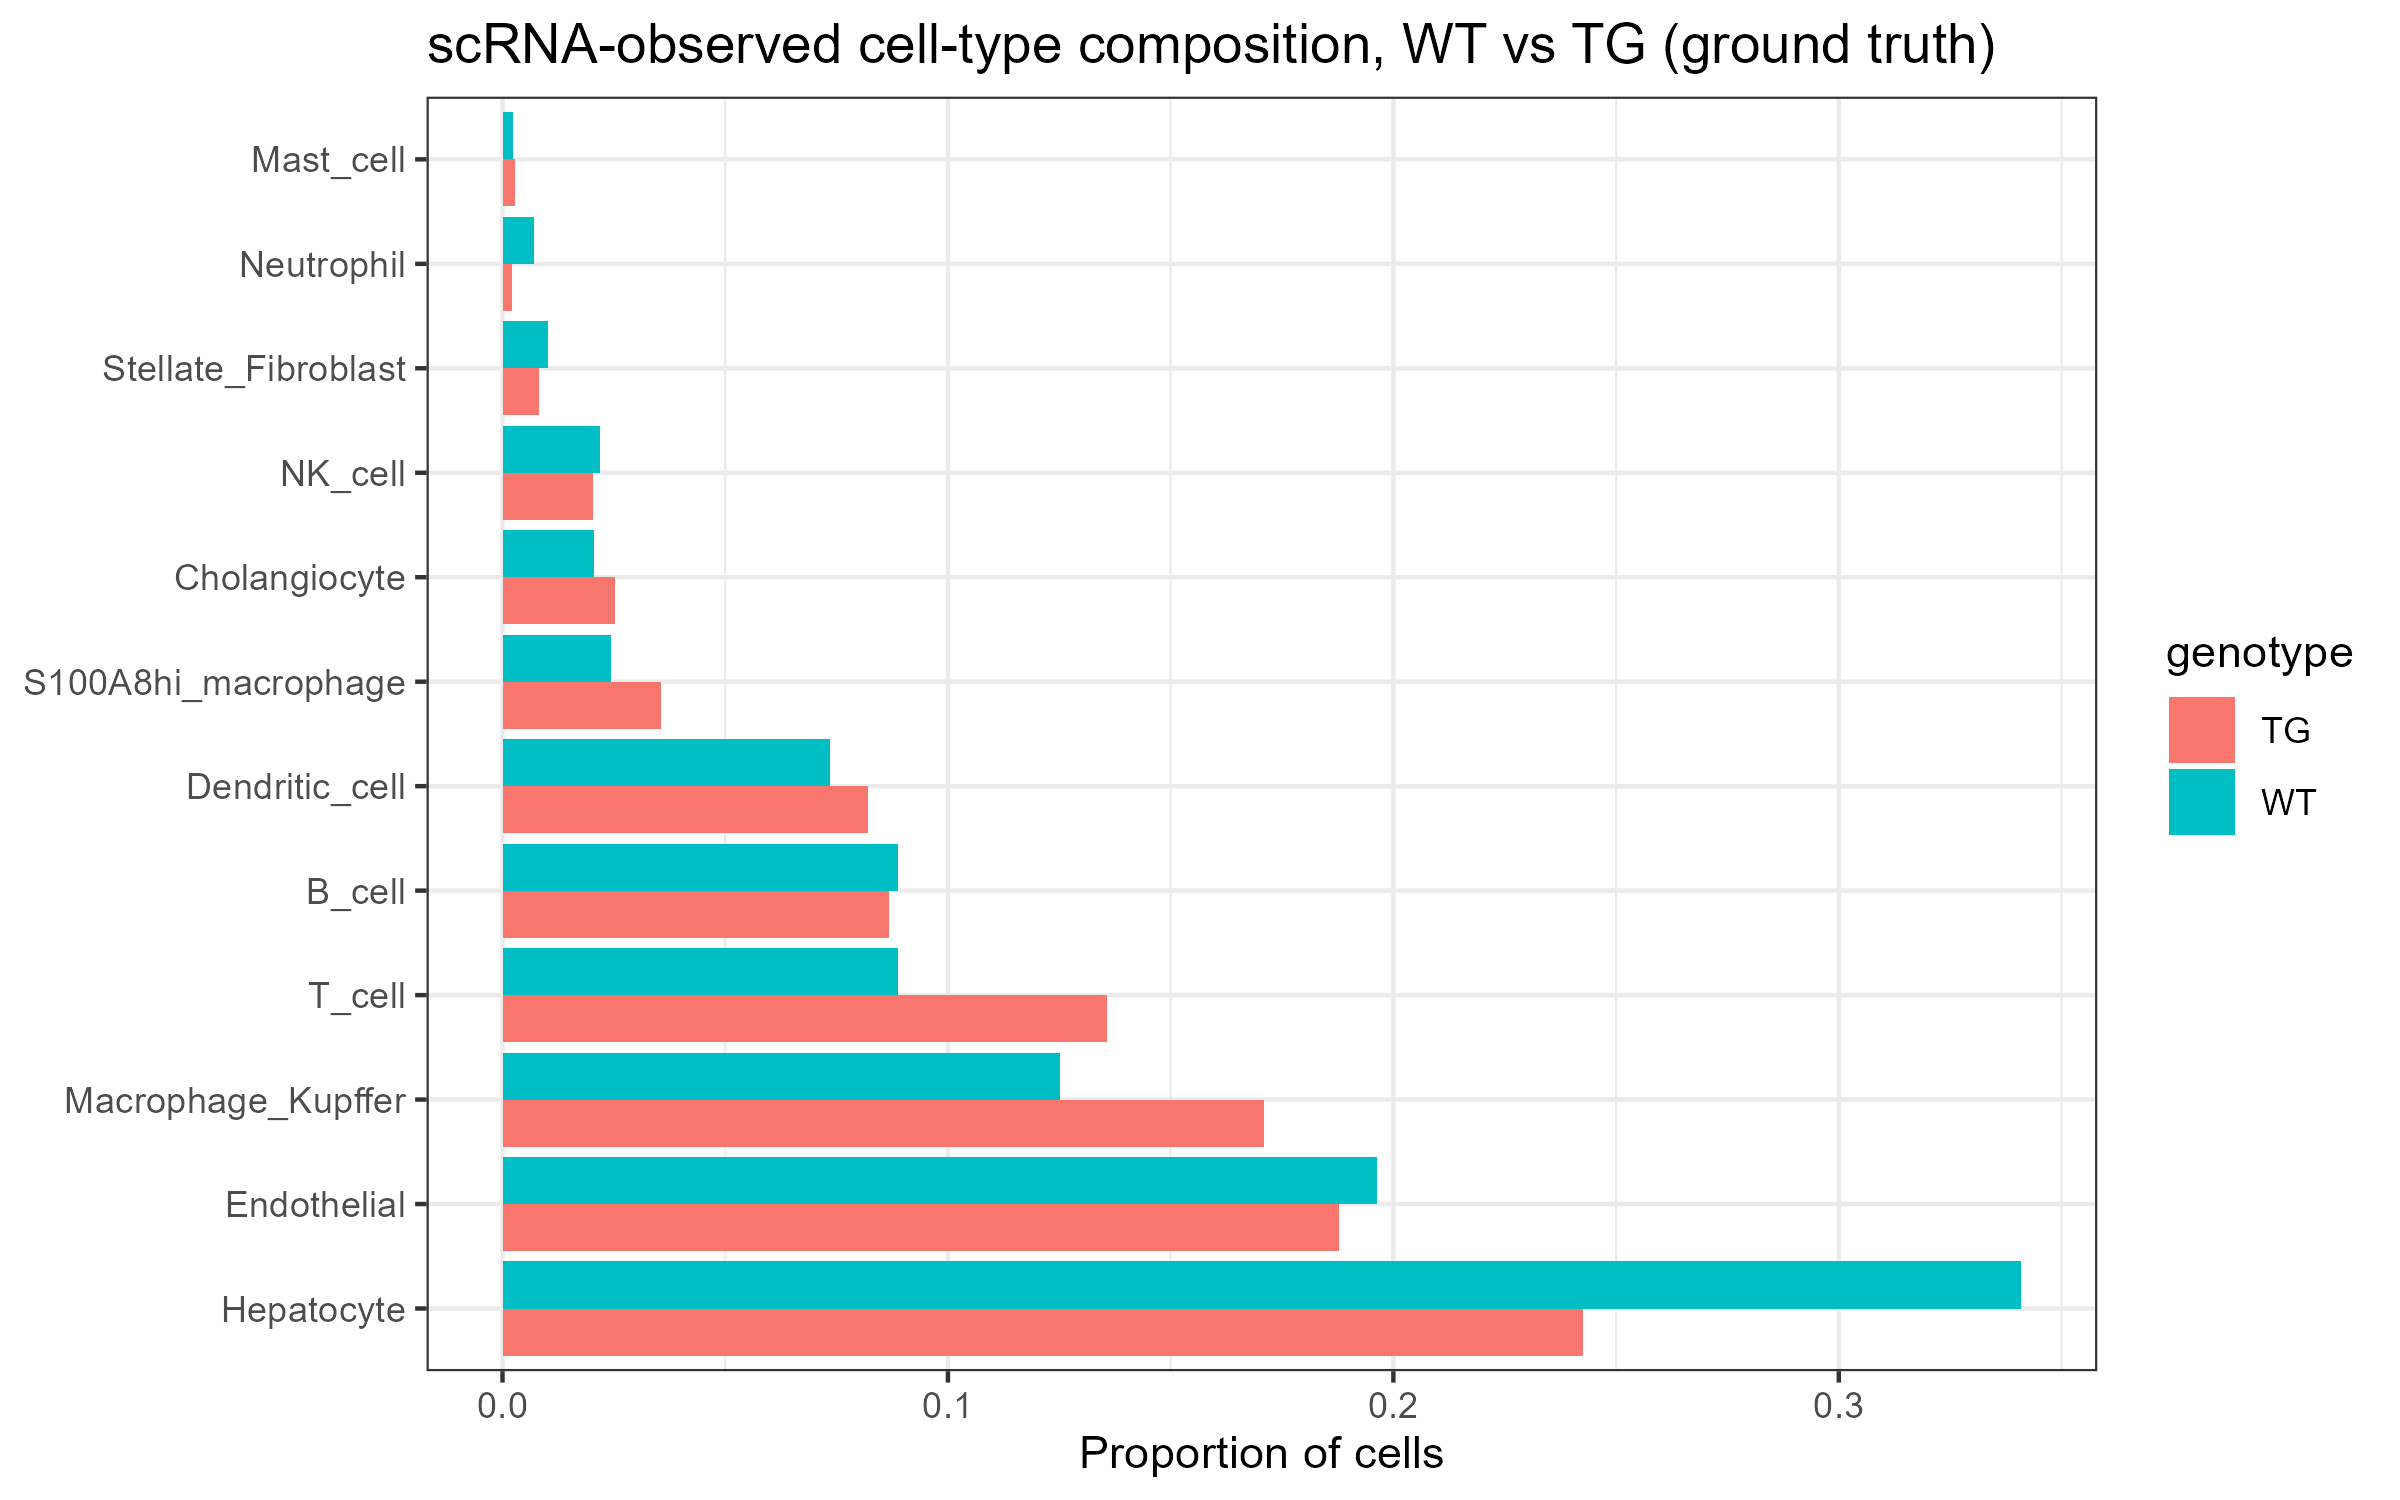 scRNA-observed cell-type composition, WT vs TG (ground truth)
Mast_cell
Neutrophil
Stellate_Fibroblast
NK_cell
Cholangiocyte
S100A8hi_macrophage
Dendritic_cell
B_cell
T_cell
Macrophage_Kupffer
Endothelial
Hepatocyte
0.0 0.1 0.2 0.3
Proportion of cells
genotype
TG
WT